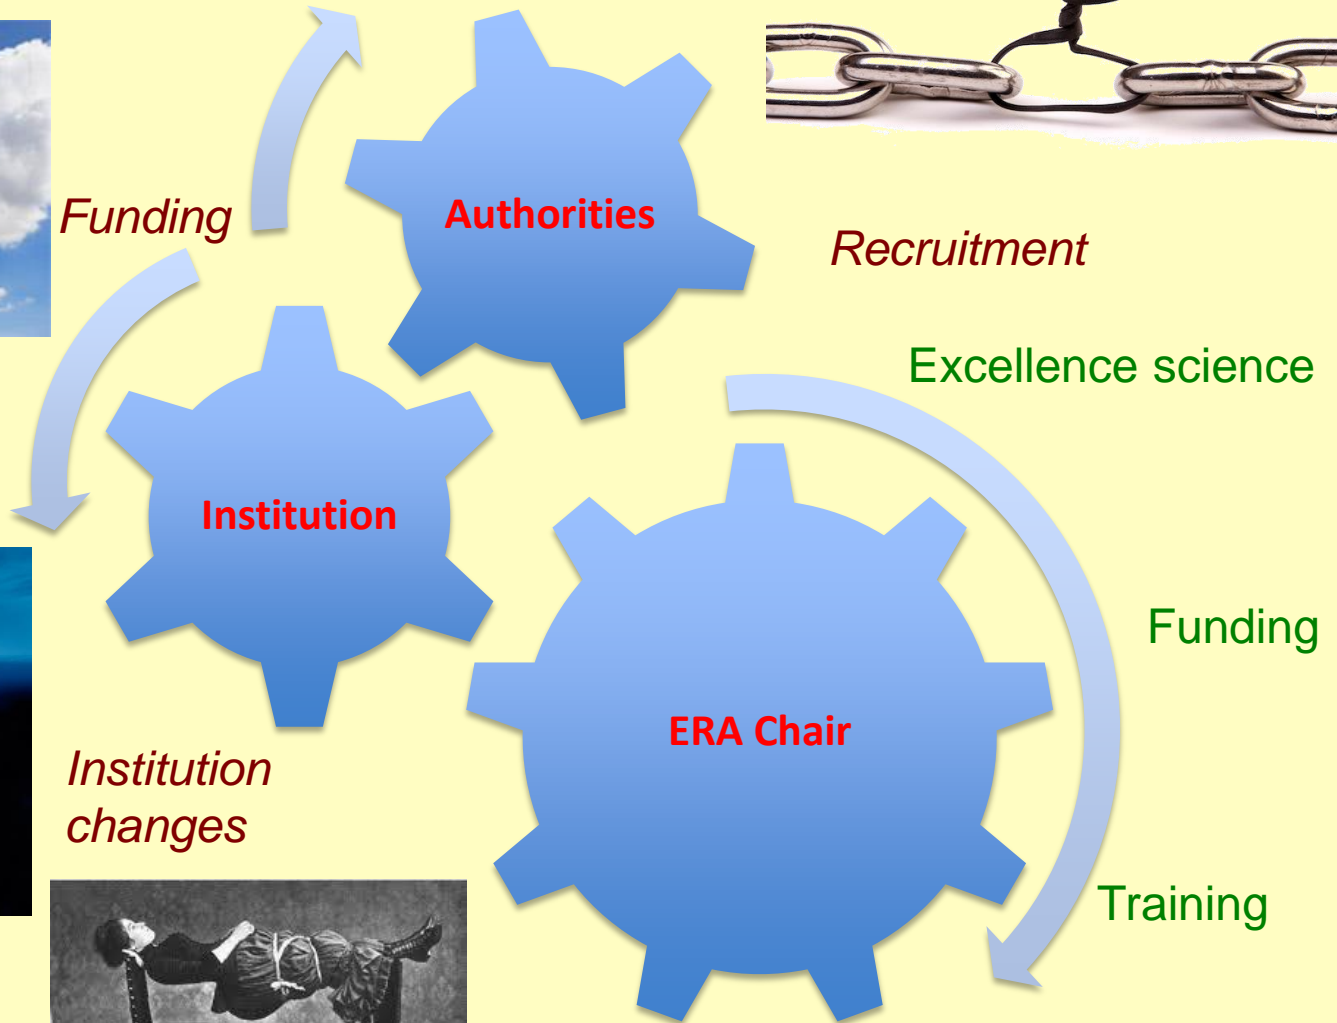 Funding
Authorities
Recruitment
Excellence science
Institution
Funding
ERA Chair
Institution
changes
Training